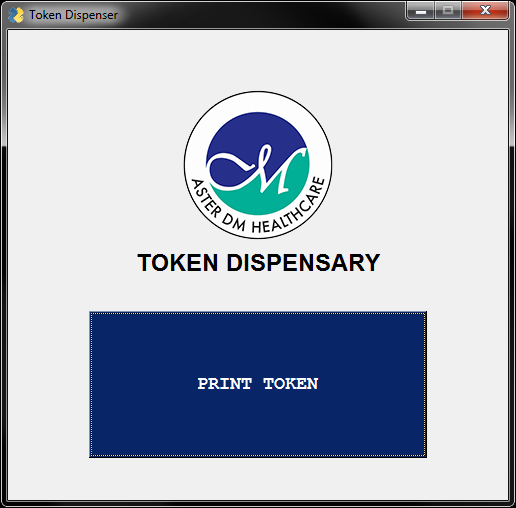 Token Dispenser
M
ASTER DM HEALTHCARE
TOKEN DISPENSARY
PRINT TOKEN